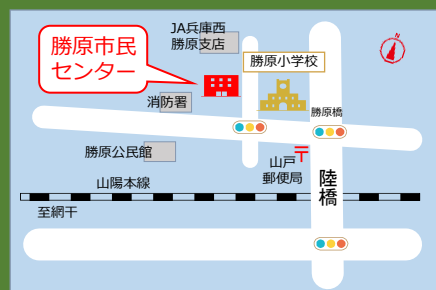 JA兵庫西
勝原支店
N
勝原市民
センター
勝原小学校
消防署
勝原橋
勝原公民館
山戸
郵便局
〒
陸橋
山陽本線
至網干